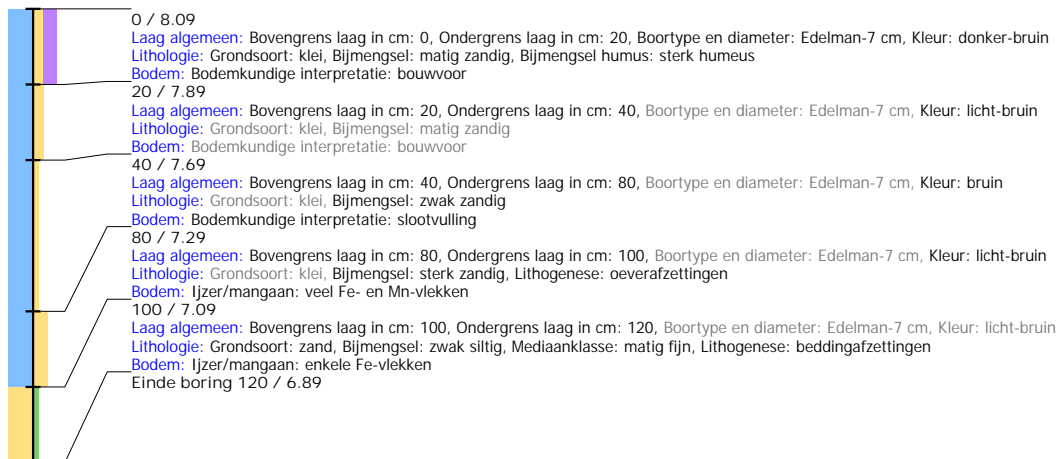 0 / 8.09
Laag algemeen: Bovengrens laag in cm: 0, Ondergrens laag in cm: 20, Boortype en diameter: Edelman-7 cm, Kleur: donker-bruin
Lithologie: Grondsoort: klei, Bijmengsel: matig zandig, Bijmengsel humus: sterk humeus
Bodem: Bodemkundige interpretatie: bouwvoor
20 / 7.89
Laag algemeen: Bovengrens laag in cm: 20, Ondergrens laag in cm: 40, Boortype en diameter: Edelman-7 cm, Kleur: licht-bruin
Lithologie: Grondsoort: klei, Bijmengsel: matig zandig
Bodem: Bodemkundige interpretatie: bouwvoor
40 / 7.69
Laag algemeen: Bovengrens laag in cm: 40, Ondergrens laag in cm: 80, Boortype en diameter: Edelman-7 cm, Kleur: bruin
Lithologie: Grondsoort: klei, Bijmengsel: zwak zandig
Bodem: Bodemkundige interpretatie: slootvulling
80 / 7.29
Laag algemeen: Bovengrens laag in cm: 80, Ondergrens laag in cm: 100, Boortype en diameter: Edelman-7 cm, Kleur: licht-bruin
Lithologie: Grondsoort: klei, Bijmengsel: sterk zandig, Lithogenese: oeverafzettingen
Bodem: Ijzer/mangaan: veel Fe- en Mn-vlekken
100 / 7.09
Laag algemeen: Bovengrens laag in cm: 100, Ondergrens laag in cm: 120, Boortype en diameter: Edelman-7 cm, Kleur: licht-bruin
Lithologie: Grondsoort: zand, Bijmengsel: zwak siltig, Mediaanklasse: matig fijn, Lithogenese: beddingafzettingen
Bodem: Ijzer/mangaan: enkele Fe-vlekken
Einde boring 120 / 6.89